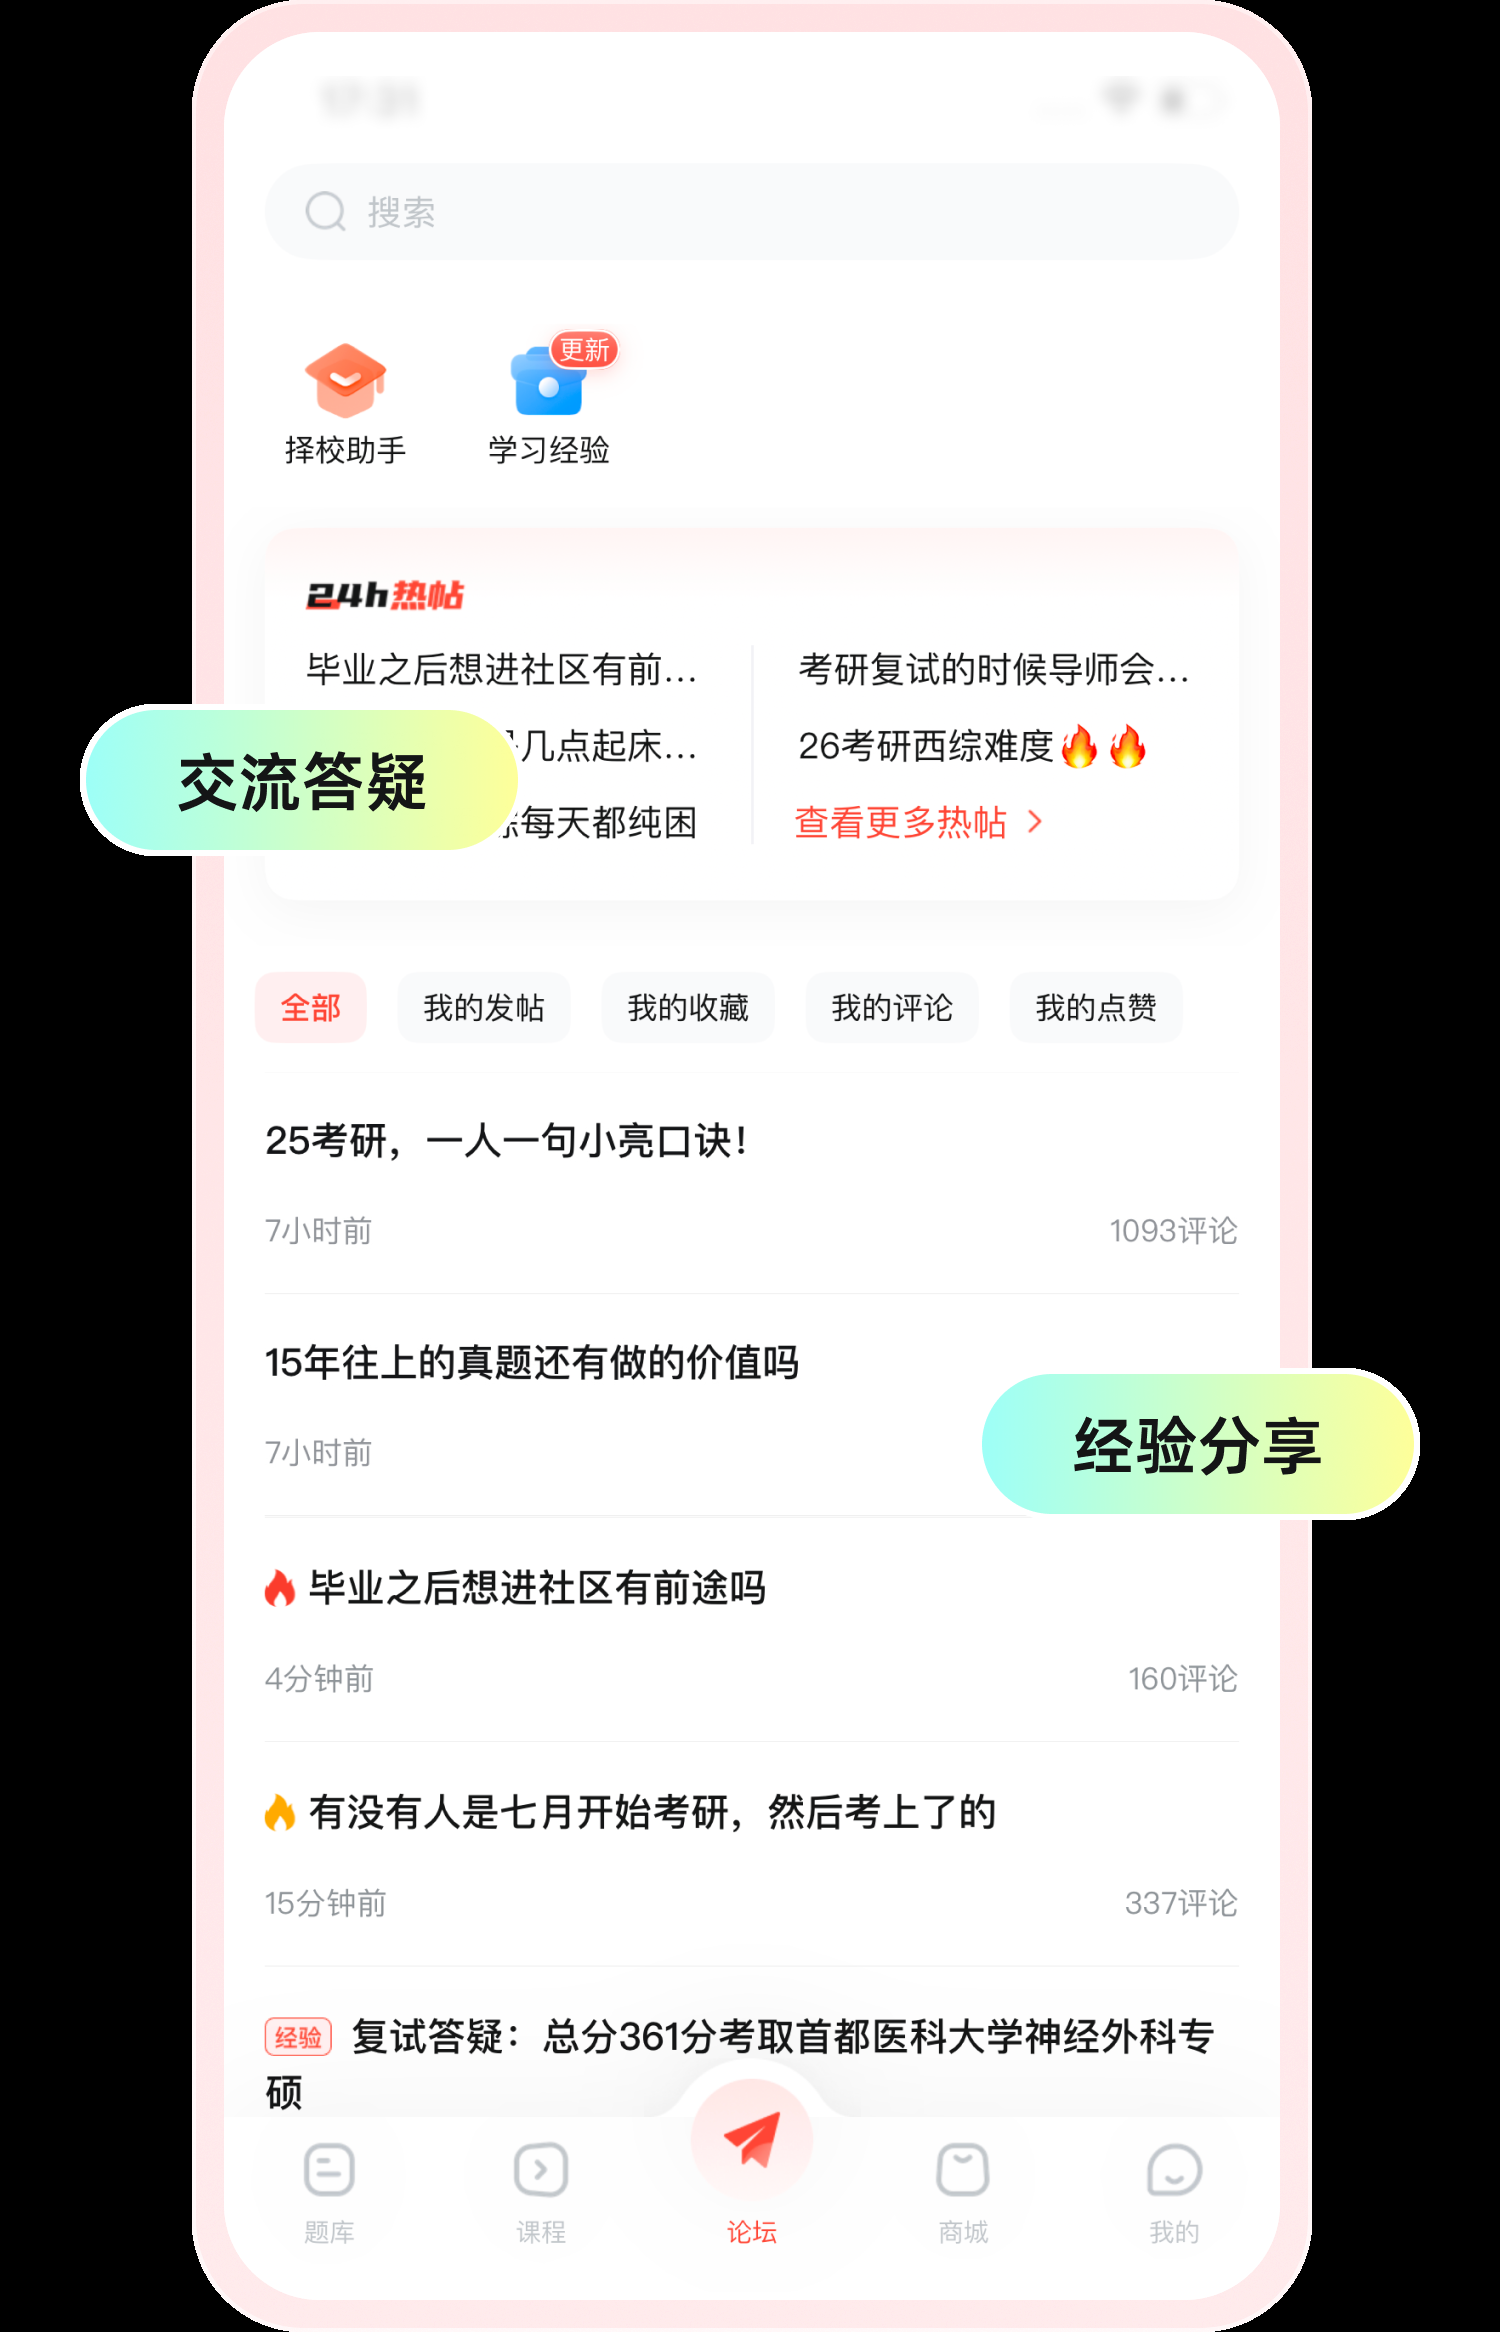 搜索
更新
择校助手
学习经验
24h热帖
毕业之后想进社区有前...
考研复试的时候导师会...
几点起床...
26考研西综难度🔥🔥
每天都纯困
查看更多热帖
交流答疑
全部
我的发帖
我的收藏
我的评论
我的点赞
25考研，一人一句小亮口诀！
7小时前
1093评论
15年往上的真题还有做的价值吗
7小时前
经验分享
毕业之后想进社区有前途吗
4分钟前
160评论
有没有人是七月开始考研，然后考上了的
15分钟前
337评论
经验 复试答疑：总分361分考取首都医科大学神经外科专
硕
题库
课程
论坛
商城
我的